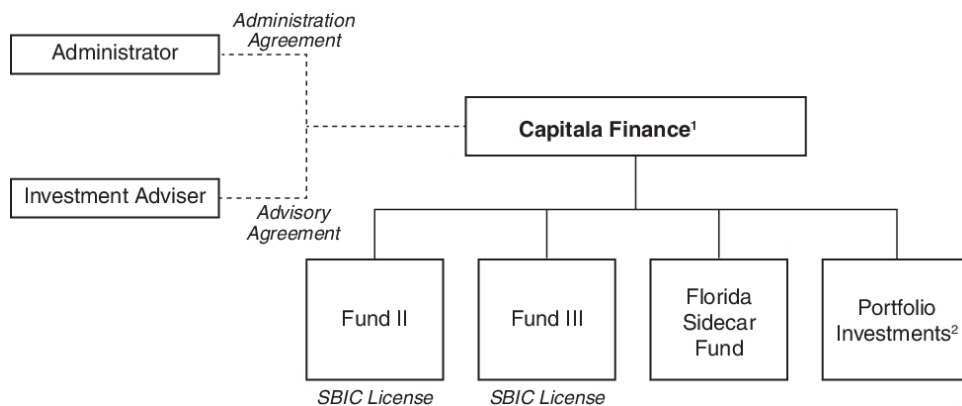 Administration
Agreement
Administrator
Capitala Finance¹
Investment Adviser
Advisory
Agreement
Fund II
Fund III
Florida
Sidecar
Fund
Portfolio
Investments²
SBIC License
SBIC License